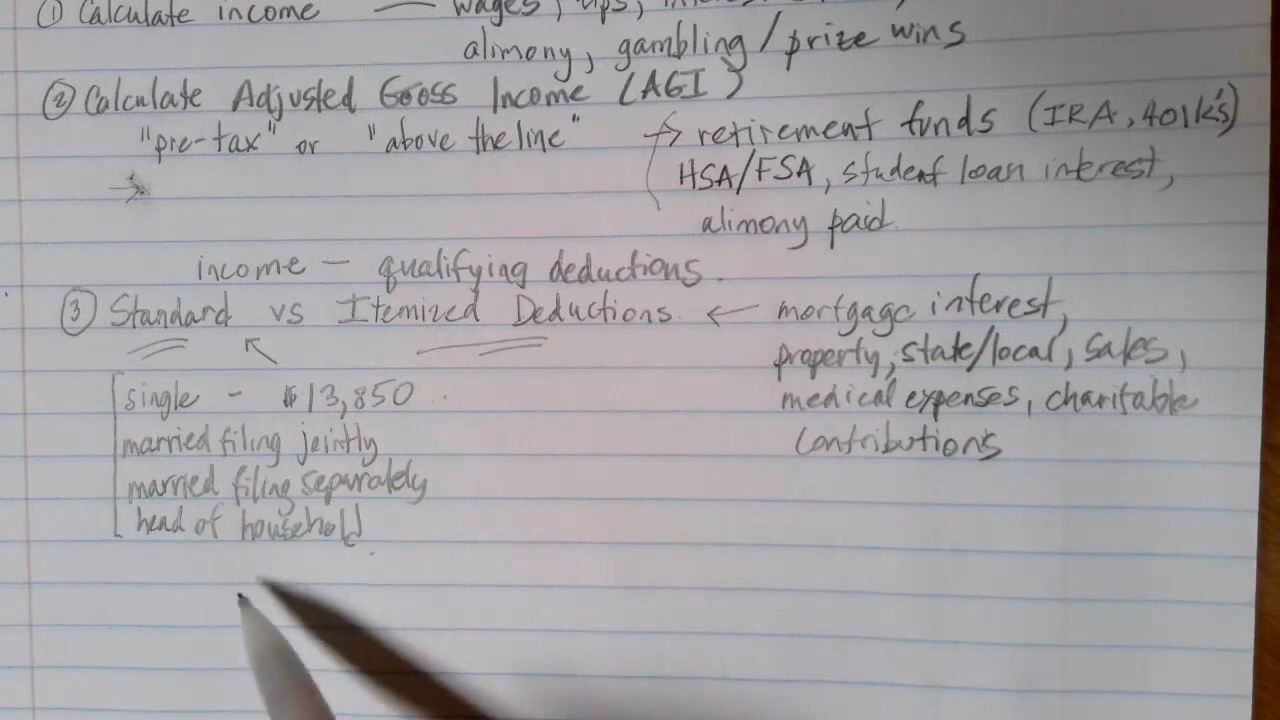 ① Calculate income — wages, tips,
alimony, gambling/prize wins
② Calculate Adjusted Gross Income (AGI)
"pre-tax" or "above the line" → retirement funds (IRA, 401k's)
HSA/FSA, student loan interest,
alimony paid.
income - qualifying deductions.
③ Standard vs Itemized Deductions. ← mortgage interest,
property, state/local, sales,
single - $13,850
medical expenses, charitable
married filing jointly
contributions
married filing separately
head of household.